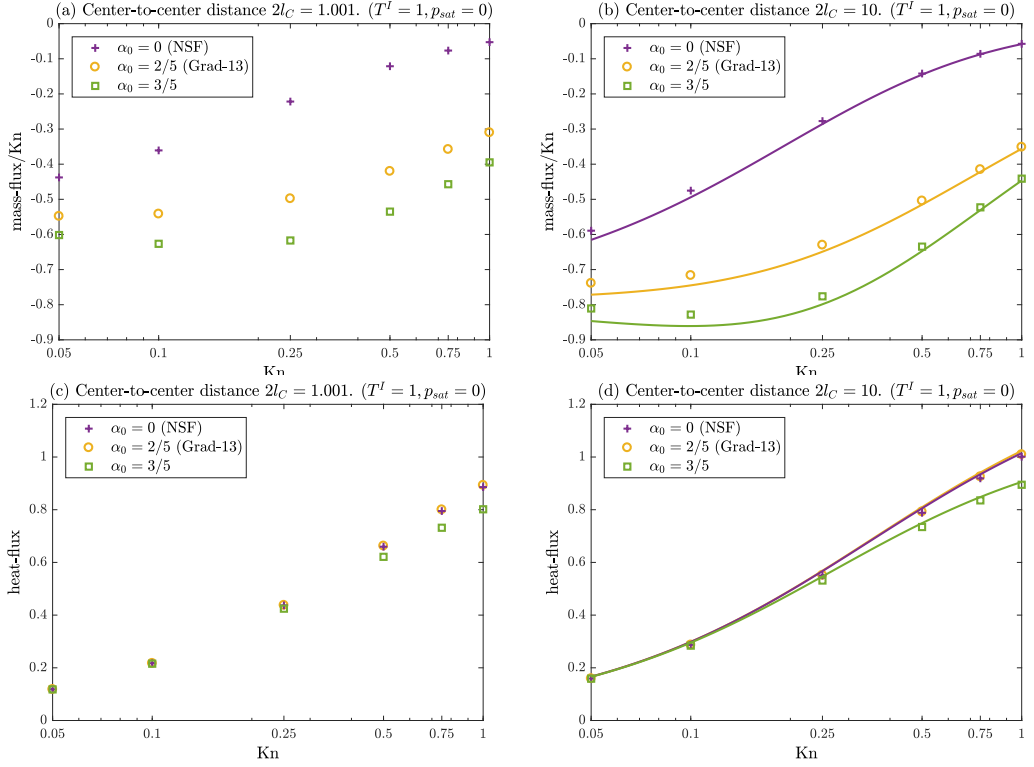 (a) Center-to-center distance 2l_C = 1.001. (T^I = 1, p_sat = 0)
0
-0.1
-0.2
-0.3
-0.4
-0.5
-0.6
-0.7
-0.8
-0.9
mass-flux/Kn
α_0 = 0 (NSF)
α_0 = 2/5 (Grad-13)
α_0 = 3/5
0.05
0.1
0.25
0.5
0.75
1
Kn
(b) Center-to-center distance 2l_C = 10. (T^I = 1, p_sat = 0)
0
-0.1
-0.2
-0.3
-0.4
-0.5
-0.6
-0.7
-0.8
-0.9
mass-flux/Kn
α_0 = 0 (NSF)
α_0 = 2/5 (Grad-13)
α_0 = 3/5
0.05
0.1
0.25
0.5
0.75
1
Kn
(c) Center-to-center distance 2l_C = 1.001. (T^I = 1, p_sat = 0)
1.2
1
0.8
0.6
0.4
0.2
0
heat-flux
α_0 = 0 (NSF)
α_0 = 2/5 (Grad-13)
α_0 = 3/5
0.05
0.1
0.25
0.5
0.75
1
Kn
(d) Center-to-center distance 2l_C = 10. (T^I = 1, p_sat = 0)
1.2
1
0.8
0.6
0.4
0.2
0
heat-flux
α_0 = 0 (NSF)
α_0 = 2/5 (Grad-13)
α_0 = 3/5
0.05
0.1
0.25
0.5
0.75
1
Kn